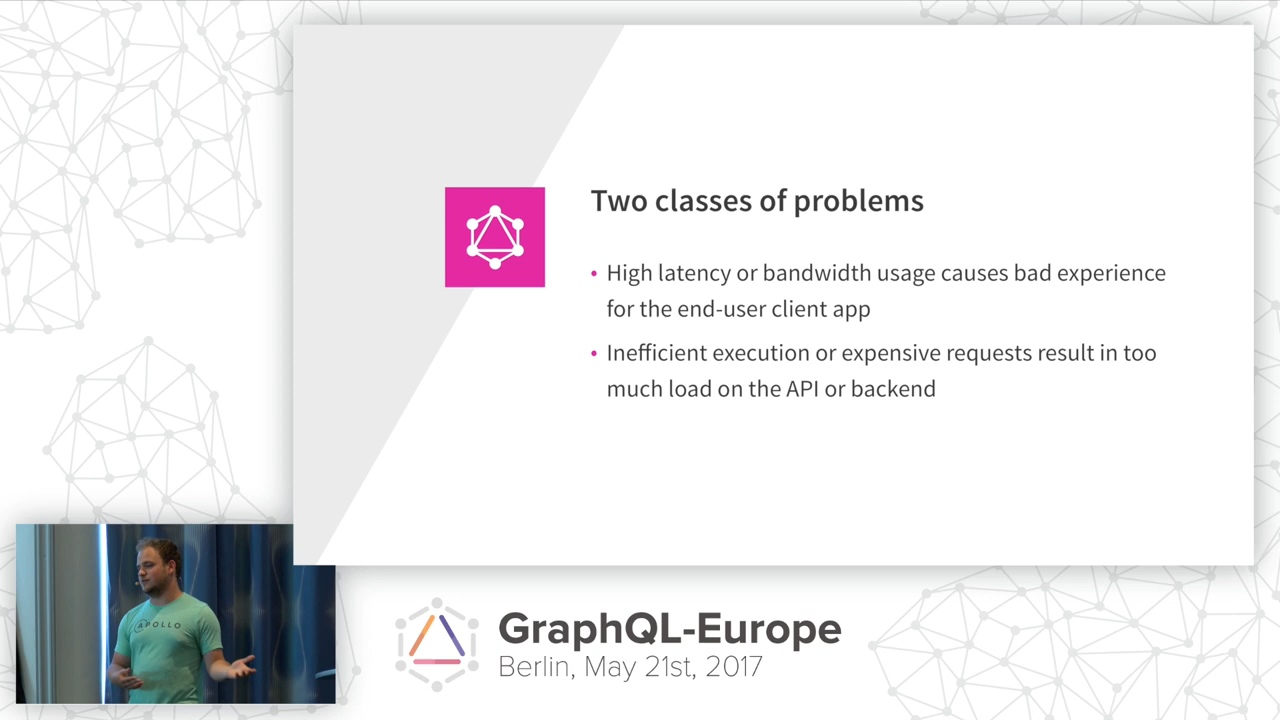 Two classes of problems
• High latency or bandwidth usage causes bad experience
for the end-user client app
• Inefficient execution or expensive requests result in too
much load on the API or backend
APOLLO
GraphQL-Europe
Berlin, May 21st, 2017